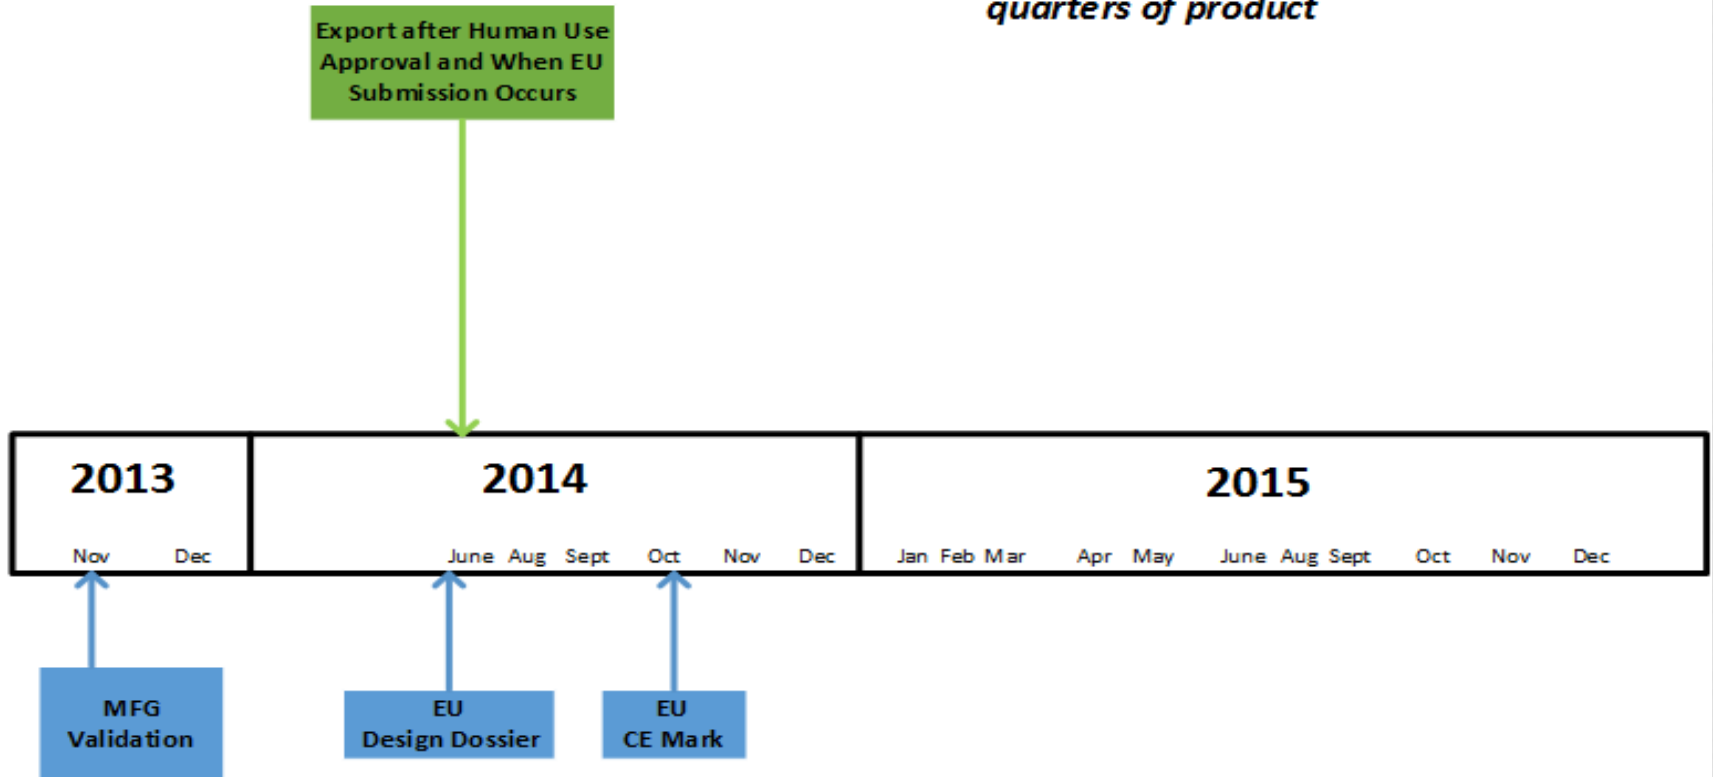 quarters of product
Export after Human Use
Approval and When EU
Submission Occurs
2013
2014
2015
Nov Dec
June Aug Sept Oct Nov Dec
Jan Feb Mar Apr May June Aug Sept Oct Nov Dec
MFG
Validation
EU
Design Dossier
EU
CE Mark